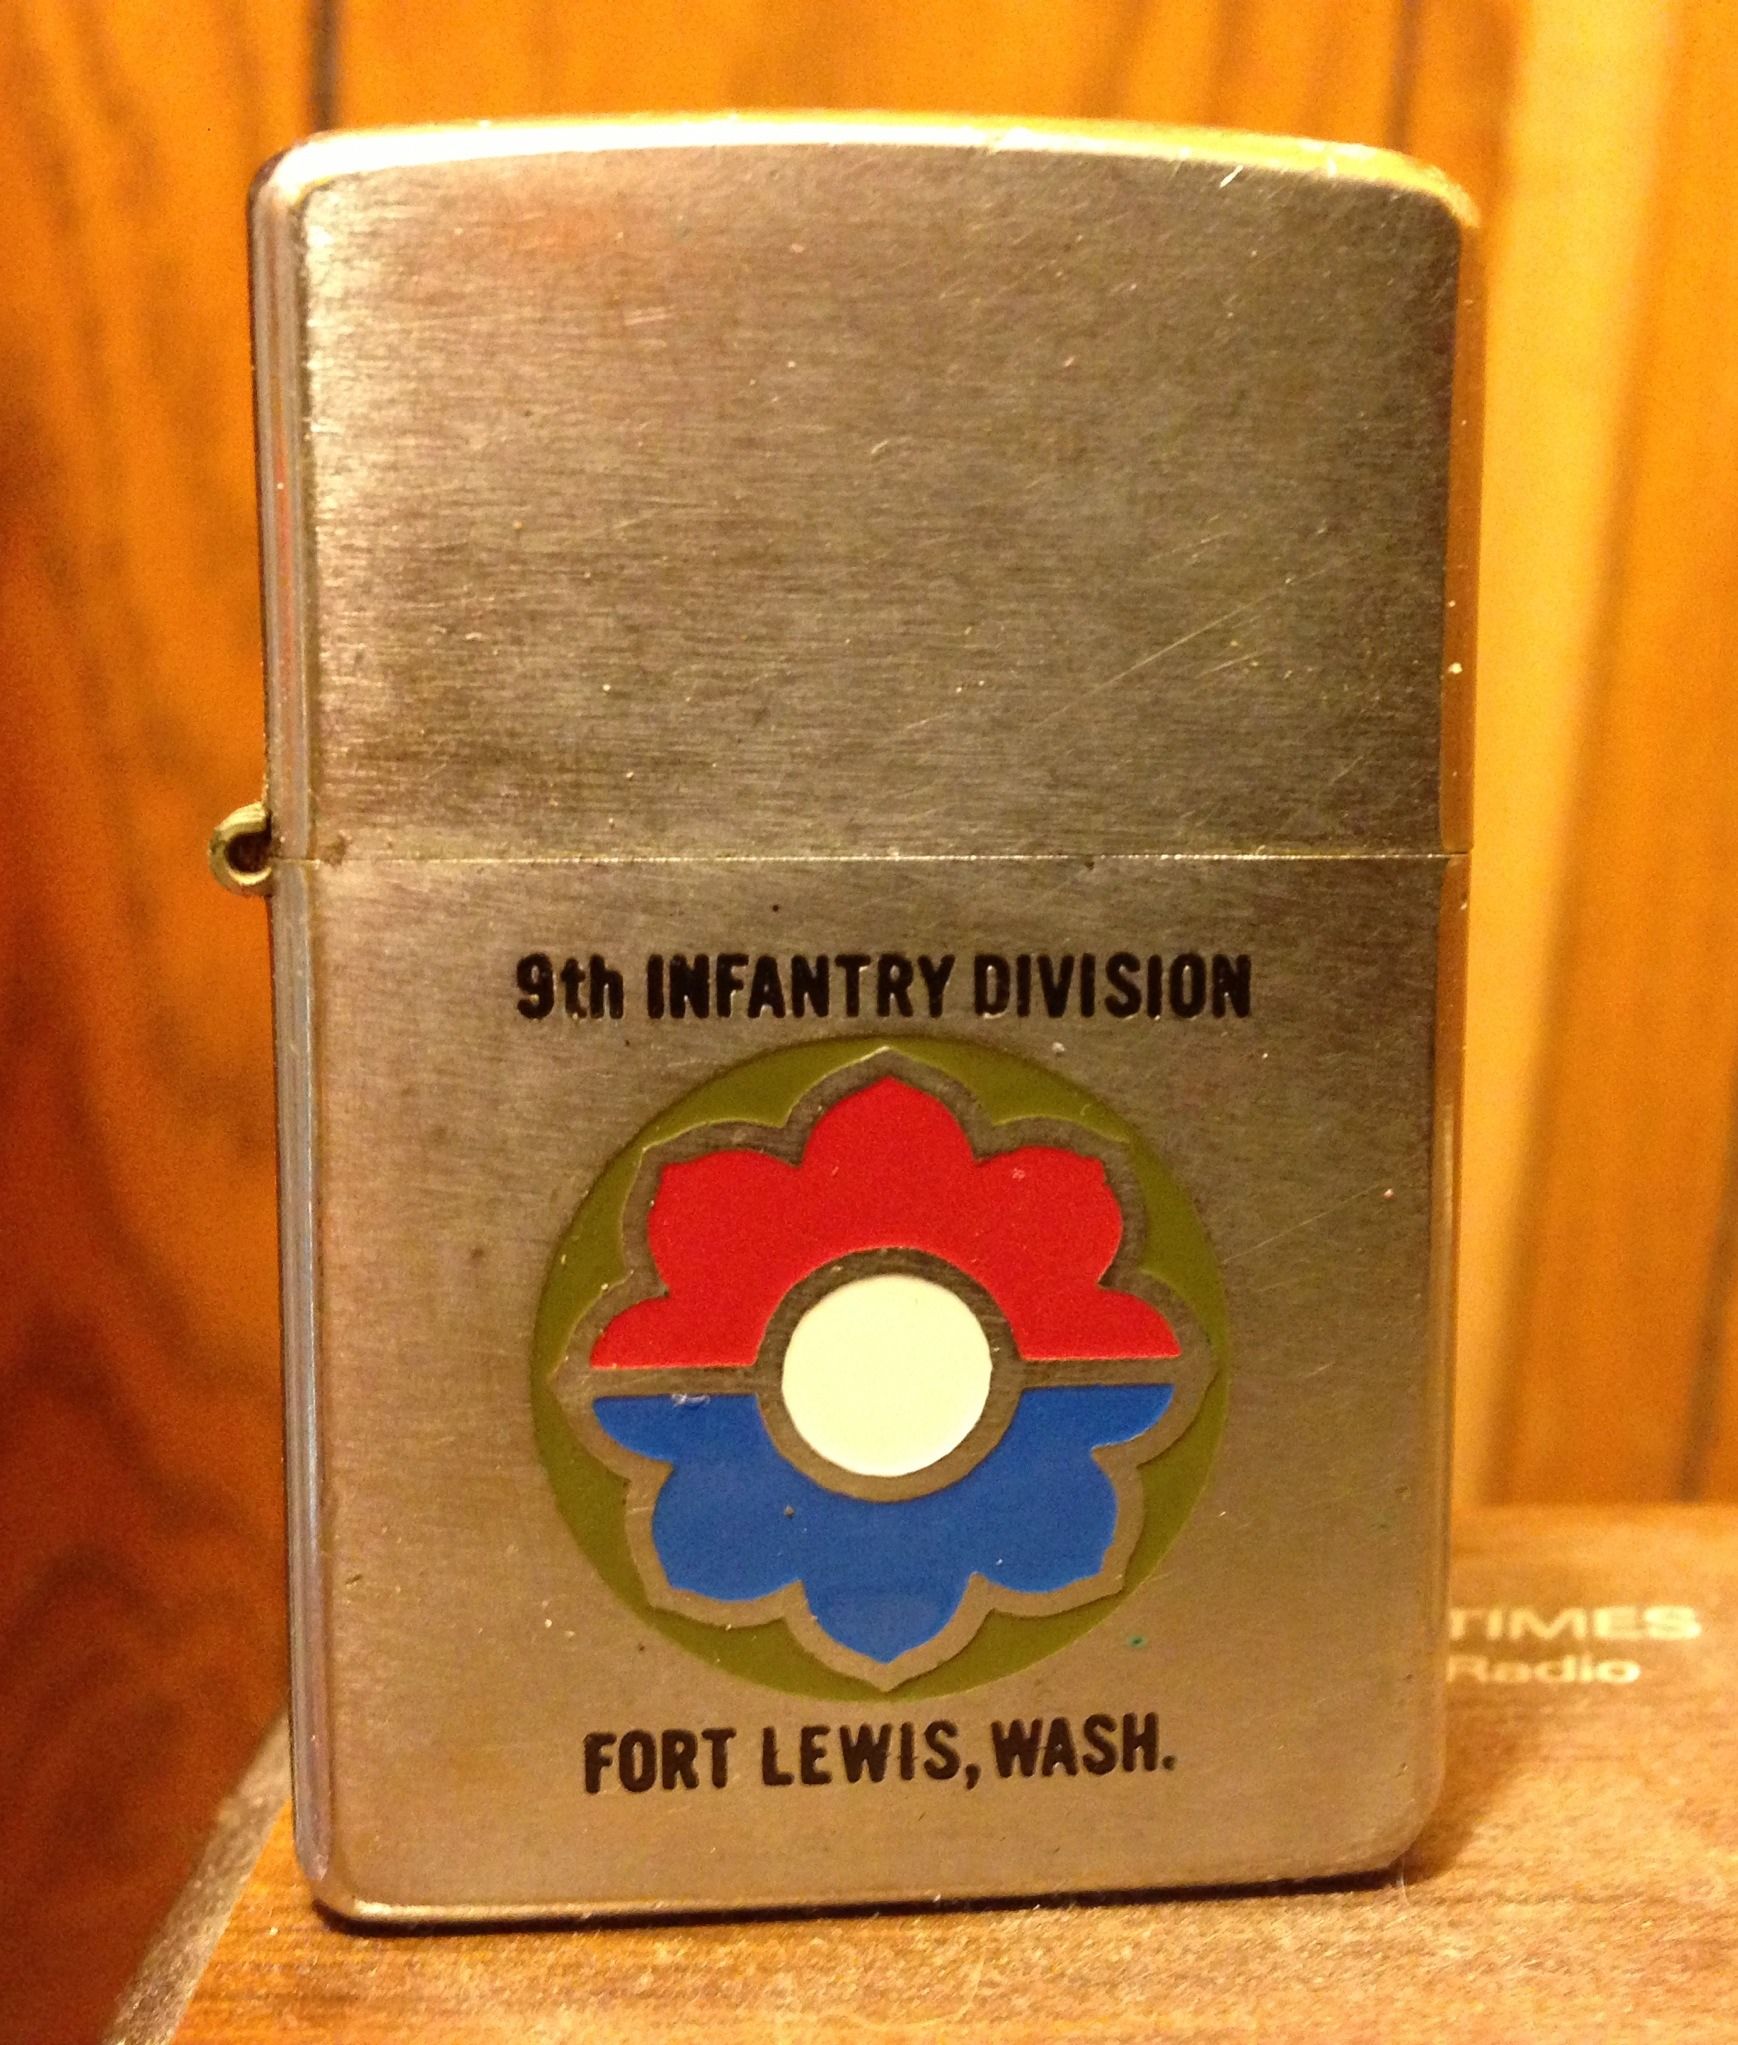 9th INFANTRY DIVISION
FORT LEWIS, WASH.
TIMES
Radio